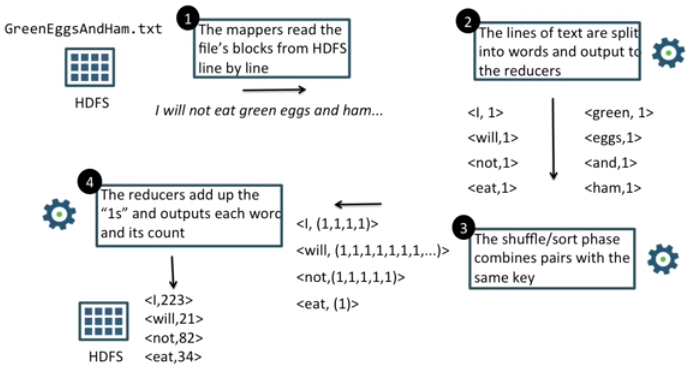 GreenEggsAndHam.txt
HDFS
1
The mappers read the
file's blocks from HDFS
line by line
I will not eat green eggs and ham...
2
The lines of text are split
into words and output to
the reducers
<I, 1>
<will,1>
<not,1>
<eat,1>
<green, 1>
<eggs,1>
<and,1>
<ham,1>
3
The shuffle/sort phase
combines pairs with the
same key
<I, (1,1,1,1)>
<will, (1,1,1,1,1,1,1,...)>
<not,(1,1,1,1,1)>
<eat, (1)>
4
The reducers add up the
"1s" and outputs each word
and its count
<I,223>
<will,21>
<not,82>
<eat,34>
HDFS